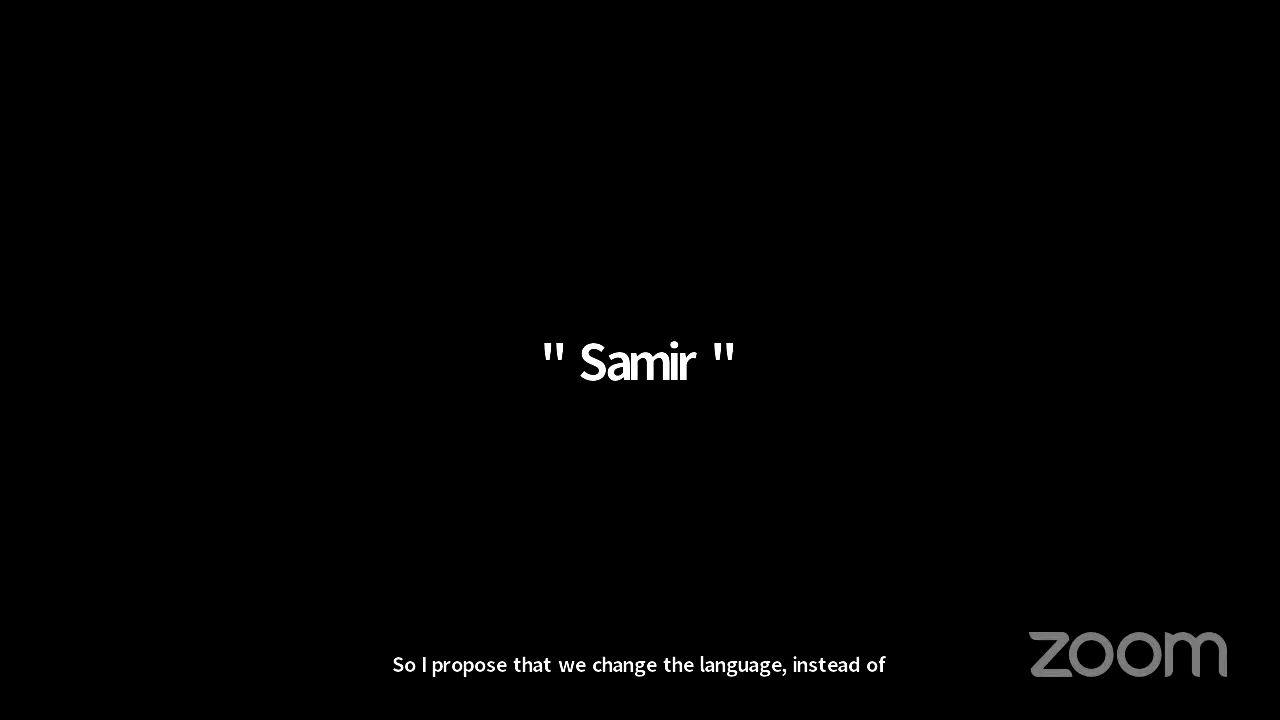 " Samir "
So I propose that we change the language, instead of
zoom